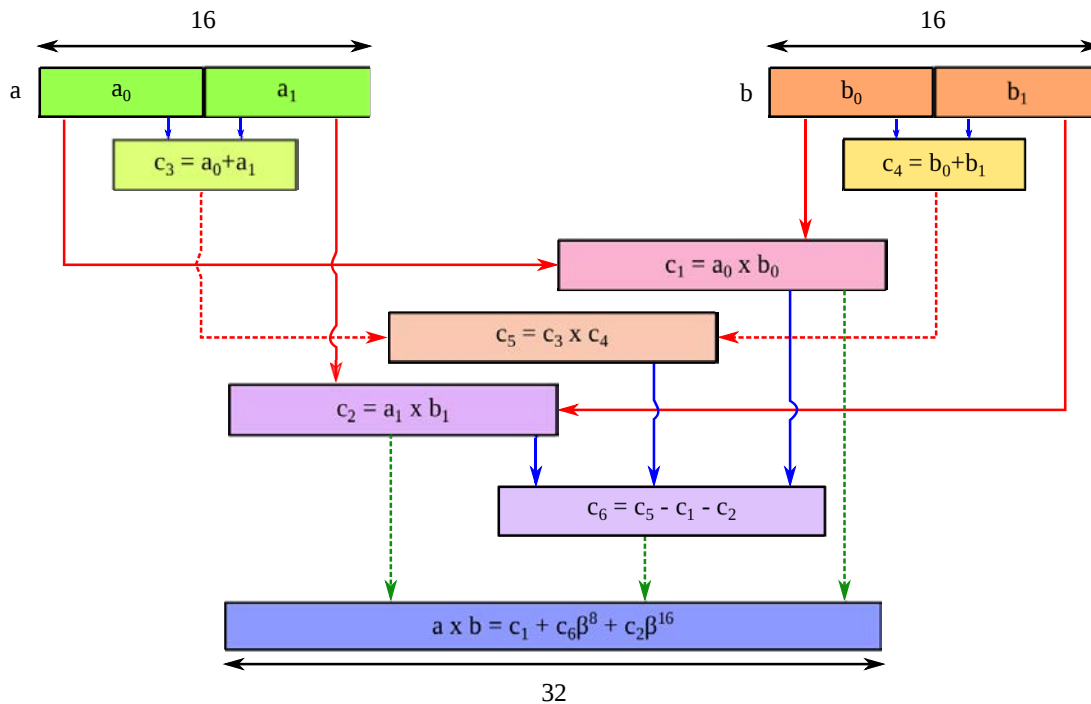 16
16
a
a₀
a₁
b
b₀
b₁
c₃ = a₀+a₁
c₄ = b₀+b₁
c₁ = a₀ x b₀
c₅ = c₃ x c₄
c₂ = a₁ x b₁
c₆ = c₅ - c₁ - c₂
a x b = c₁ + c₆β⁸ + c₂β¹⁶
32